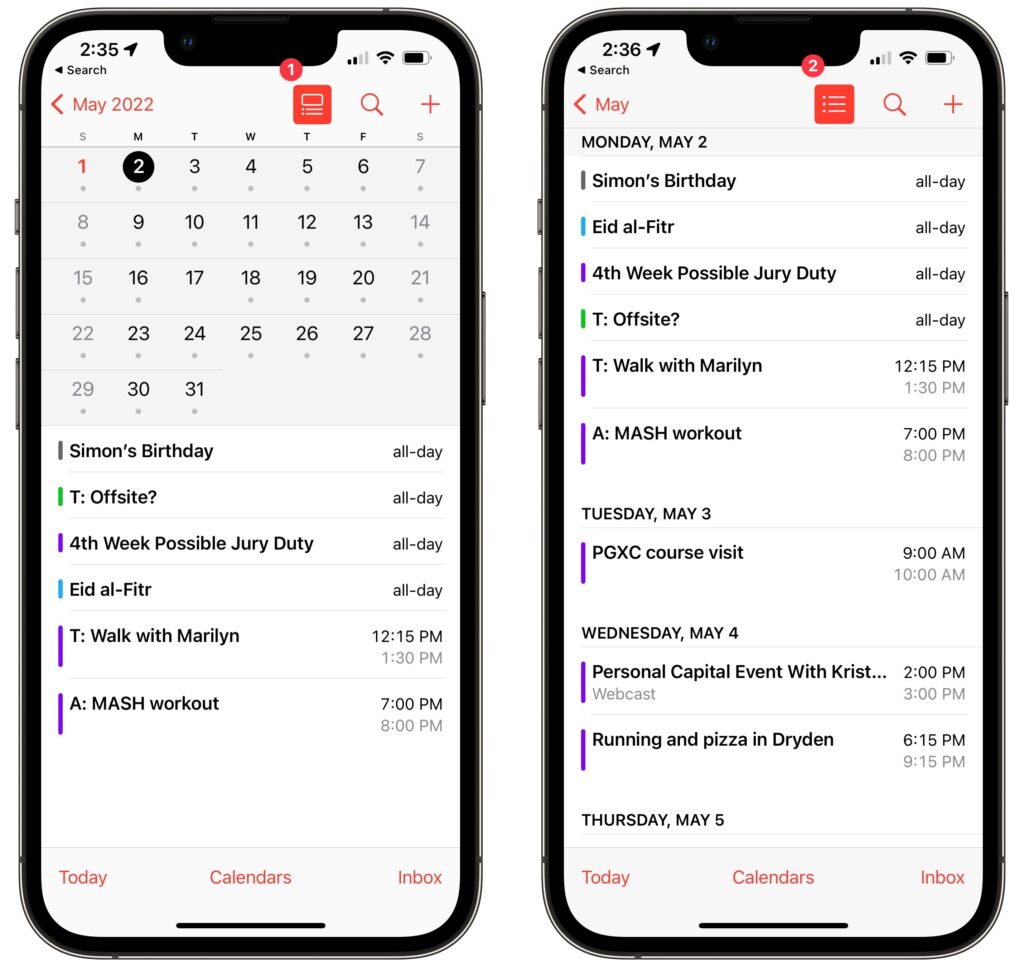 2:35
◀ Search
1
May 2022
S M T W T F S
1 2 3 4 5 6 7
8 9 10 11 12 13 14
15 16 17 18 19 20 21
22 23 24 25 26 27 28
29 30 31
Simon’s Birthday all-day
T: Offsite? all-day
4th Week Possible Jury Duty all-day
Eid al-Fitr all-day
T: Walk with Marilyn 12:15 PM
1:30 PM
A: MASH workout 7:00 PM
8:00 PM
Today Calendars Inbox
2:36
◀ Search
2
May
MONDAY, MAY 2
Simon’s Birthday all-day
Eid al-Fitr all-day
4th Week Possible Jury Duty all-day
T: Offsite? all-day
T: Walk with Marilyn 12:15 PM
1:30 PM
A: MASH workout 7:00 PM
8:00 PM
TUESDAY, MAY 3
PGXC course visit 9:00 AM
10:00 AM
WEDNESDAY, MAY 4
Personal Capital Event With Krist... 2:00 PM
Webcast 3:00 PM
Running and pizza in Dryden 6:15 PM
9:15 PM
THURSDAY, MAY 5
Today Calendars Inbox